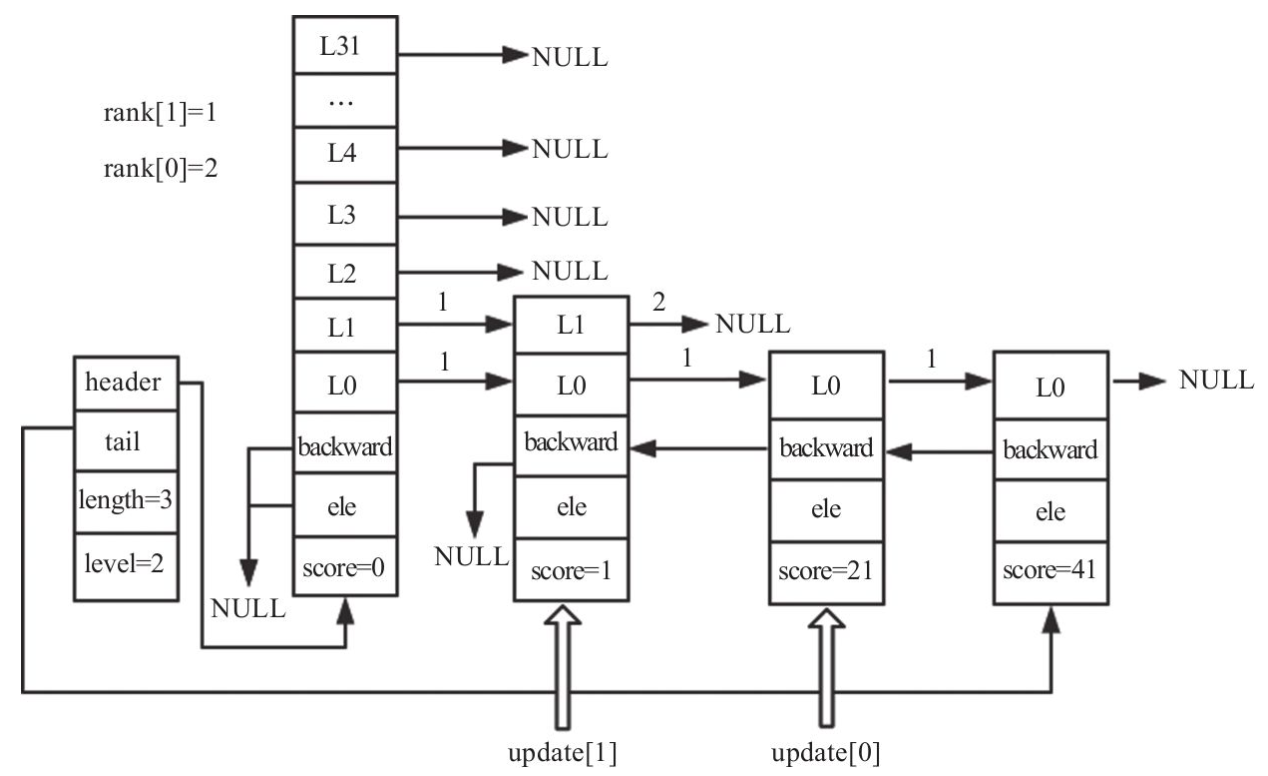 L31
NULL
rank[1]=1
…
rank[0]=2
L4
NULL
L3
NULL
L2
NULL
L1
1
L1
2
NULL
L0
1
L0
1
L0
1
L0
NULL
header
tail
length=3
level=2
backward
ele
score=0
NULL
backward
ele
score=1
NULL
backward
ele
score=21
backward
ele
score=41
update[1]
update[0]